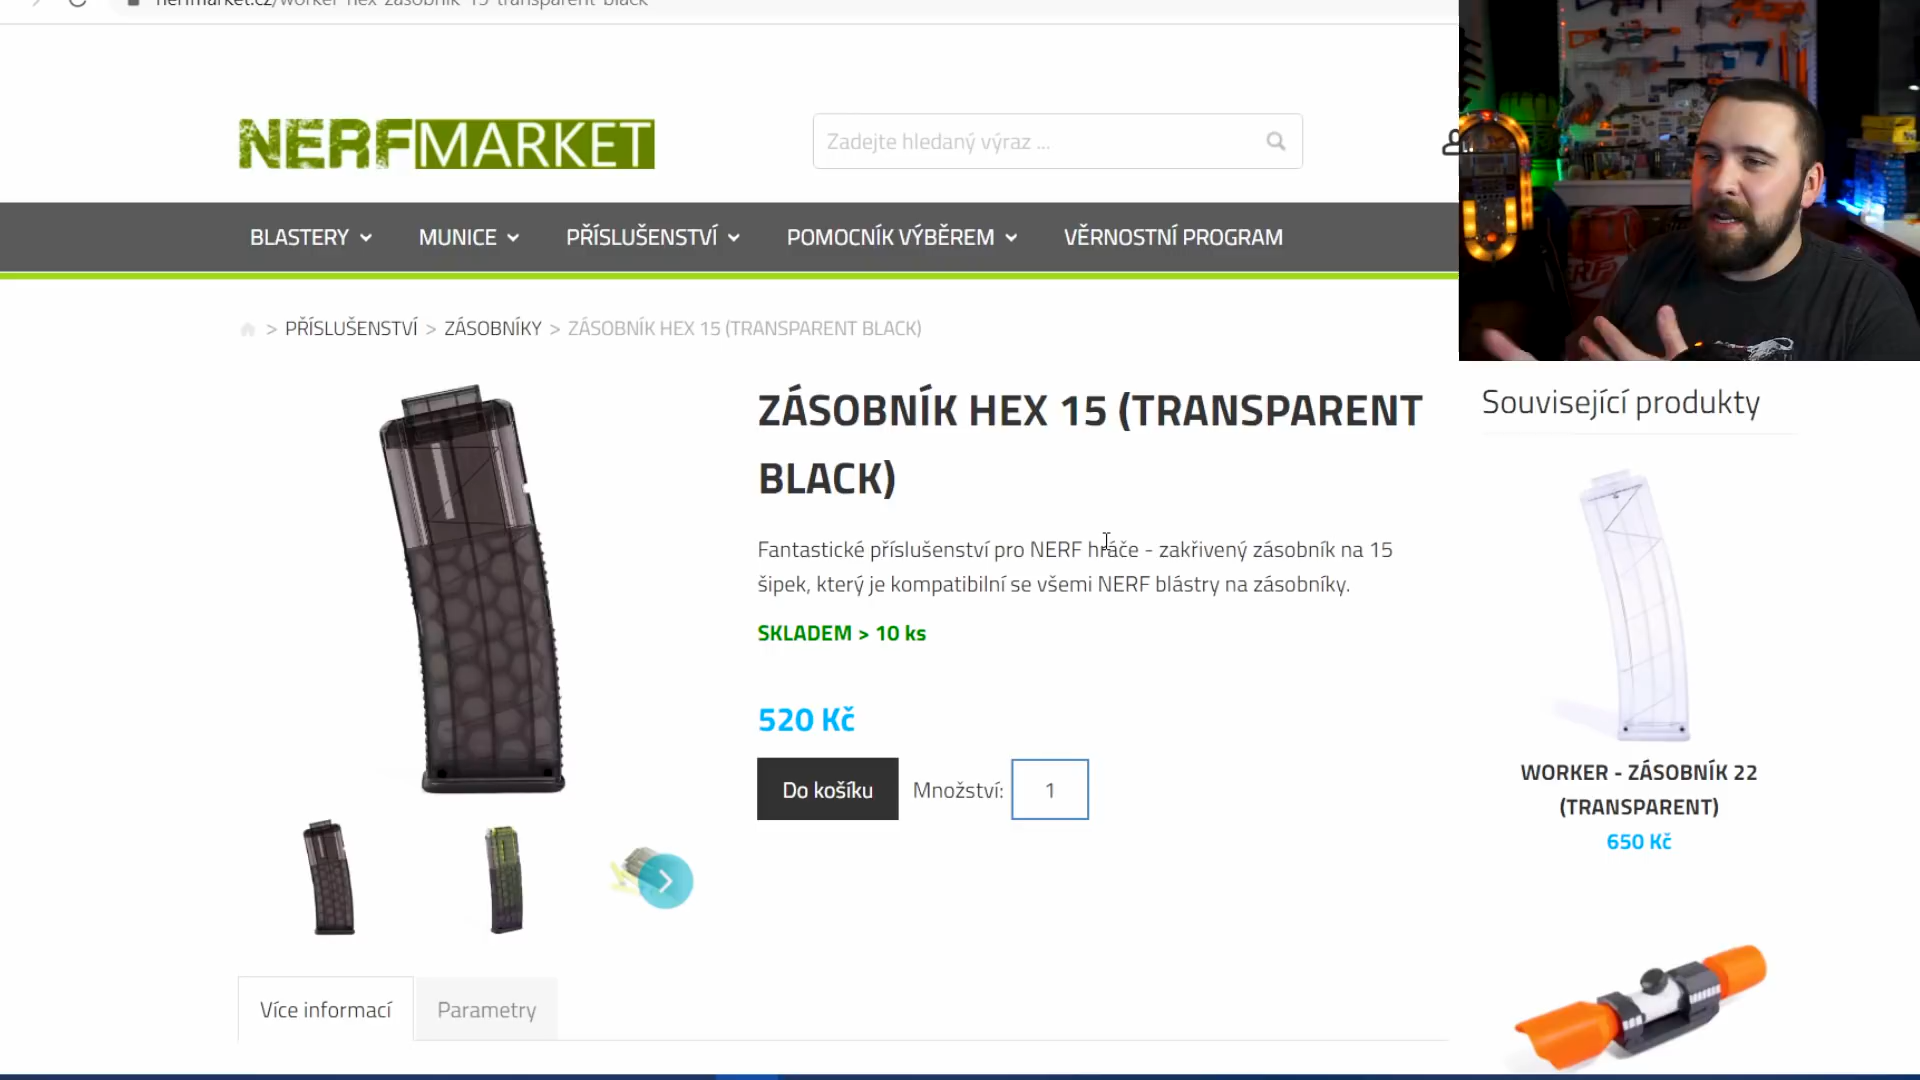 nerfmarket.cz/worker-hex-zasobnik-15-transparent-black
NERFMARKET
Zadejte hledaný výraz ...
BLASTERY
MUNICE
PŘÍSLUŠENSTVÍ
POMOCNÍK VÝBĚREM
VĚRNOSTNÍ PROGRAM
> PŘÍSLUŠENSTVÍ > ZÁSOBNÍKY > ZÁSOBNÍK HEX 15 (TRANSPARENT BLACK)
ZÁSOBNÍK HEX 15 (TRANSPARENT
BLACK)
Fantastické příslušenství pro NERF hráče - zakřivený zásobník na 15
šipek, který je kompatibilní se všemi NERF blástry na zásobníky.
SKLADEM > 10 ks
520 Kč
Do košíku
Množství:
1
Více informací
Parametry
Související produkty
WORKER - ZÁSOBNÍK 22
(TRANSPARENT)
650 Kč
NERF